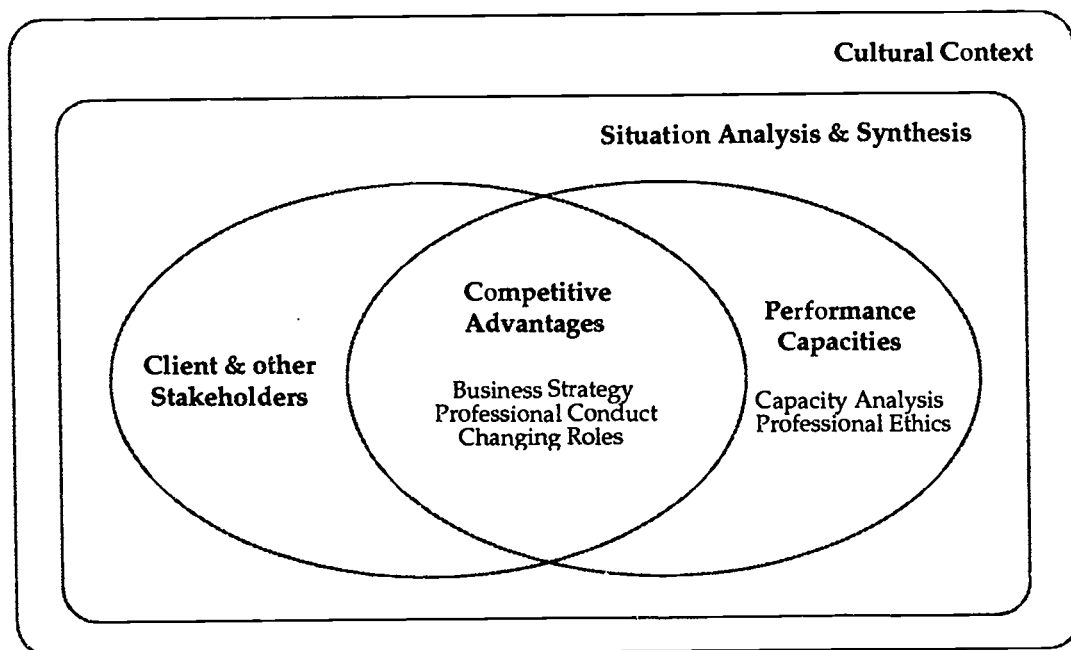 Cultural Context
Situation Analysis & Synthesis
Client & other
Stakeholders
Competitive
Advantages
Business Strategy
Professional Conduct
Changing Roles
Performance
Capacities
Capacity Analysis
Professional Ethics